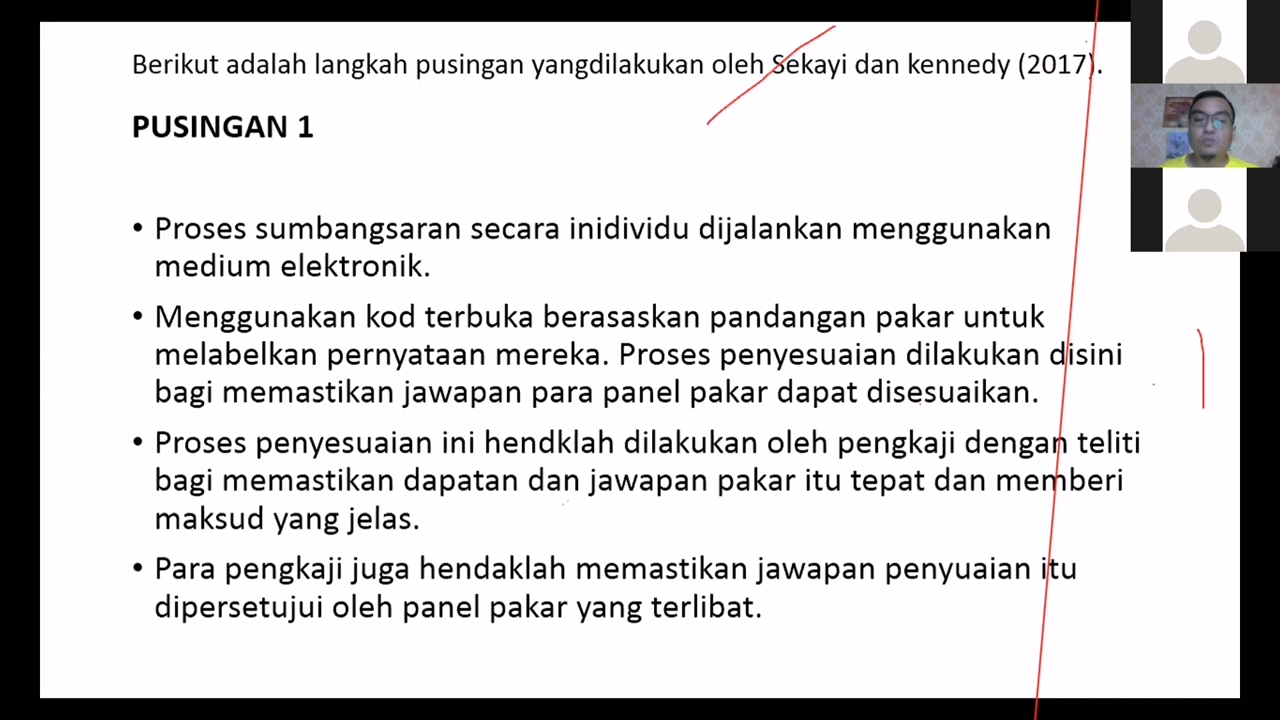 Berikut adalah langkah pusingan yangdilakukan oleh Sekayi dan kennedy (2017).
PUSINGAN 1
• Proses sumbangsaran secara inidividu dijalankan menggunakan
medium elektronik.
• Menggunakan kod terbuka berasaskan pandangan pakar untuk
melabelkan pernyataan mereka. Proses penyesuaian dilakukan disini
bagi memastikan jawapan para panel pakar dapat disesuaikan.
• Proses penyesuaian ini hendklah dilakukan oleh pengkaji dengan teliti
bagi memastikan dapatan dan jawapan pakar itu tepat dan memberi
maksud yang jelas.
• Para pengkaji juga hendaklah memastikan jawapan penyuaian itu
dipersetujui oleh panel pakar yang terlibat.